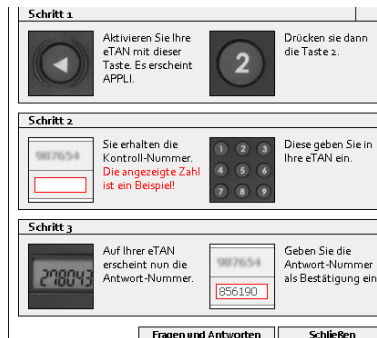 Schritt 1
Aktivieren Sie Ihre
eTAN mit dieser
Taste. Es erscheint
APPLI.
2
Drücken sie dann
die Taste 2.
Schritt 2
987654
Sie erhalten die
Kontroll-Nummer.
Die angezeigte Zahl
ist ein Beispiel!
1 2 3
4 5 6
7 8 9
Diese geben Sie in
Ihre eTAN ein.
Schritt 3
278043
Auf Ihrer eTAN
erscheint nun die
Antwort-Nummer.
987654
856190
Geben Sie die
Antwort-Nummer
als Bestätigung ein
Fragen und Antworten
Schließen